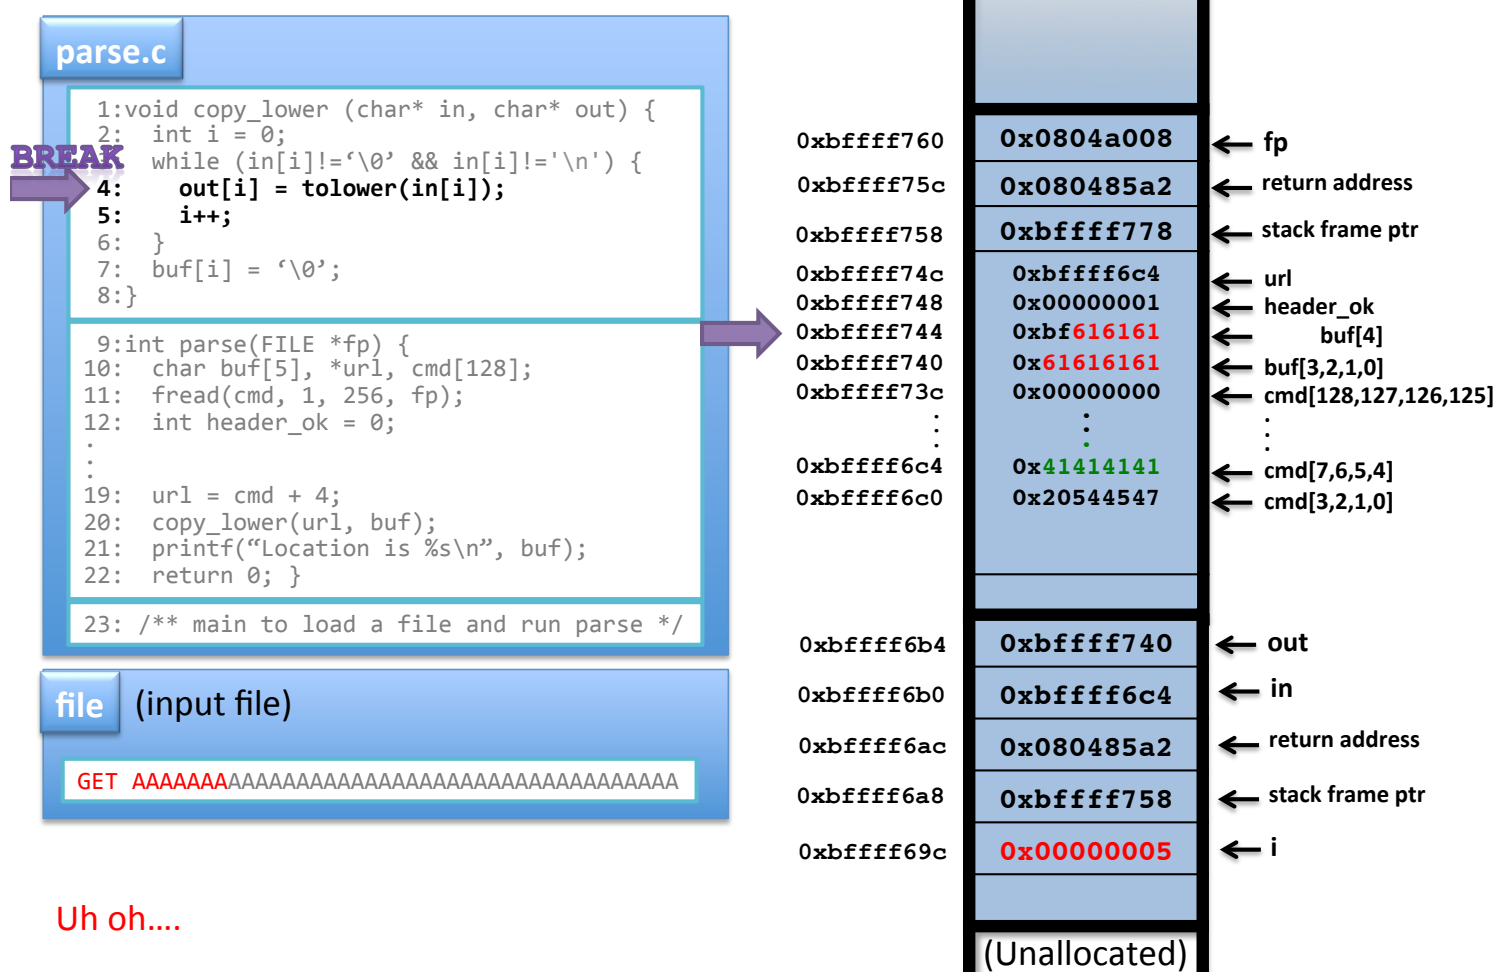 parse.c
1:void copy_lower (char* in, char* out) {
2:  int i = 0;
BREAK
while (in[i]!=‘\0’ && in[i]!='\n') {
4:    out[i] = tolower(in[i]);
5:    i++;
6:  }
7:  buf[i] = ‘\0’;
8:}
9:int parse(FILE *fp) {
10:  char buf[5], *url, cmd[128];
11:  fread(cmd, 1, 256, fp);
12:  int header_ok = 0;
.
.
.
19:  url = cmd + 4;
20:  copy_lower(url, buf);
21:  printf(“Location is %s\n”, buf);
22:  return 0; }
23: /** main to load a file and run parse */
file (input file)
GET AAAAAAAAAAAAAAAAAAAAAAAAAAAAAAAAAAAAAAAA
Uh oh….
0xbffff760 0x0804a008 fp
0xbffff75c 0x080485a2 return address
0xbffff758 0xbffff778 stack frame ptr
0xbffff74c 0xbffff6c4 url
0xbffff748 0x00000001 header_ok
0xbffff744 0xbf616161 buf[4]
0xbffff740 0x61616161 buf[3,2,1,0]
0xbffff73c 0x00000000 cmd[128,127,126,125]
. . .
. . .
. . .
0xbffff6c4 0x41414141 cmd[7,6,5,4]
0xbffff6c0 0x20544547 cmd[3,2,1,0]
0xbffff6b4 0xbffff740 out
0xbffff6b0 0xbffff6c4 in
0xbffff6ac 0x080485a2 return address
0xbffff6a8 0xbffff758 stack frame ptr
0xbffff69c 0x00000005 i
(Unallocated)